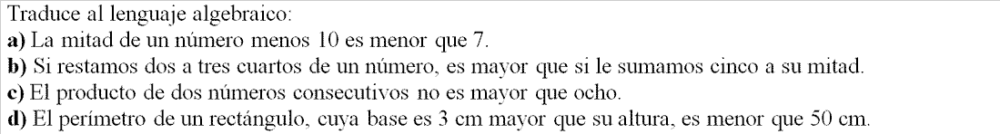 Traduce al lenguaje algebraico:
a) La mitad de un número menos 10 es menor que 7.
b) Si restamos dos a tres cuartos de un número, es mayor que si le sumamos cinco a su mitad.
c) El producto de dos números consecutivos no es mayor que ocho.
d) El perímetro de un rectángulo, cuya base es 3 cm mayor que su altura, es menor que 50 cm.